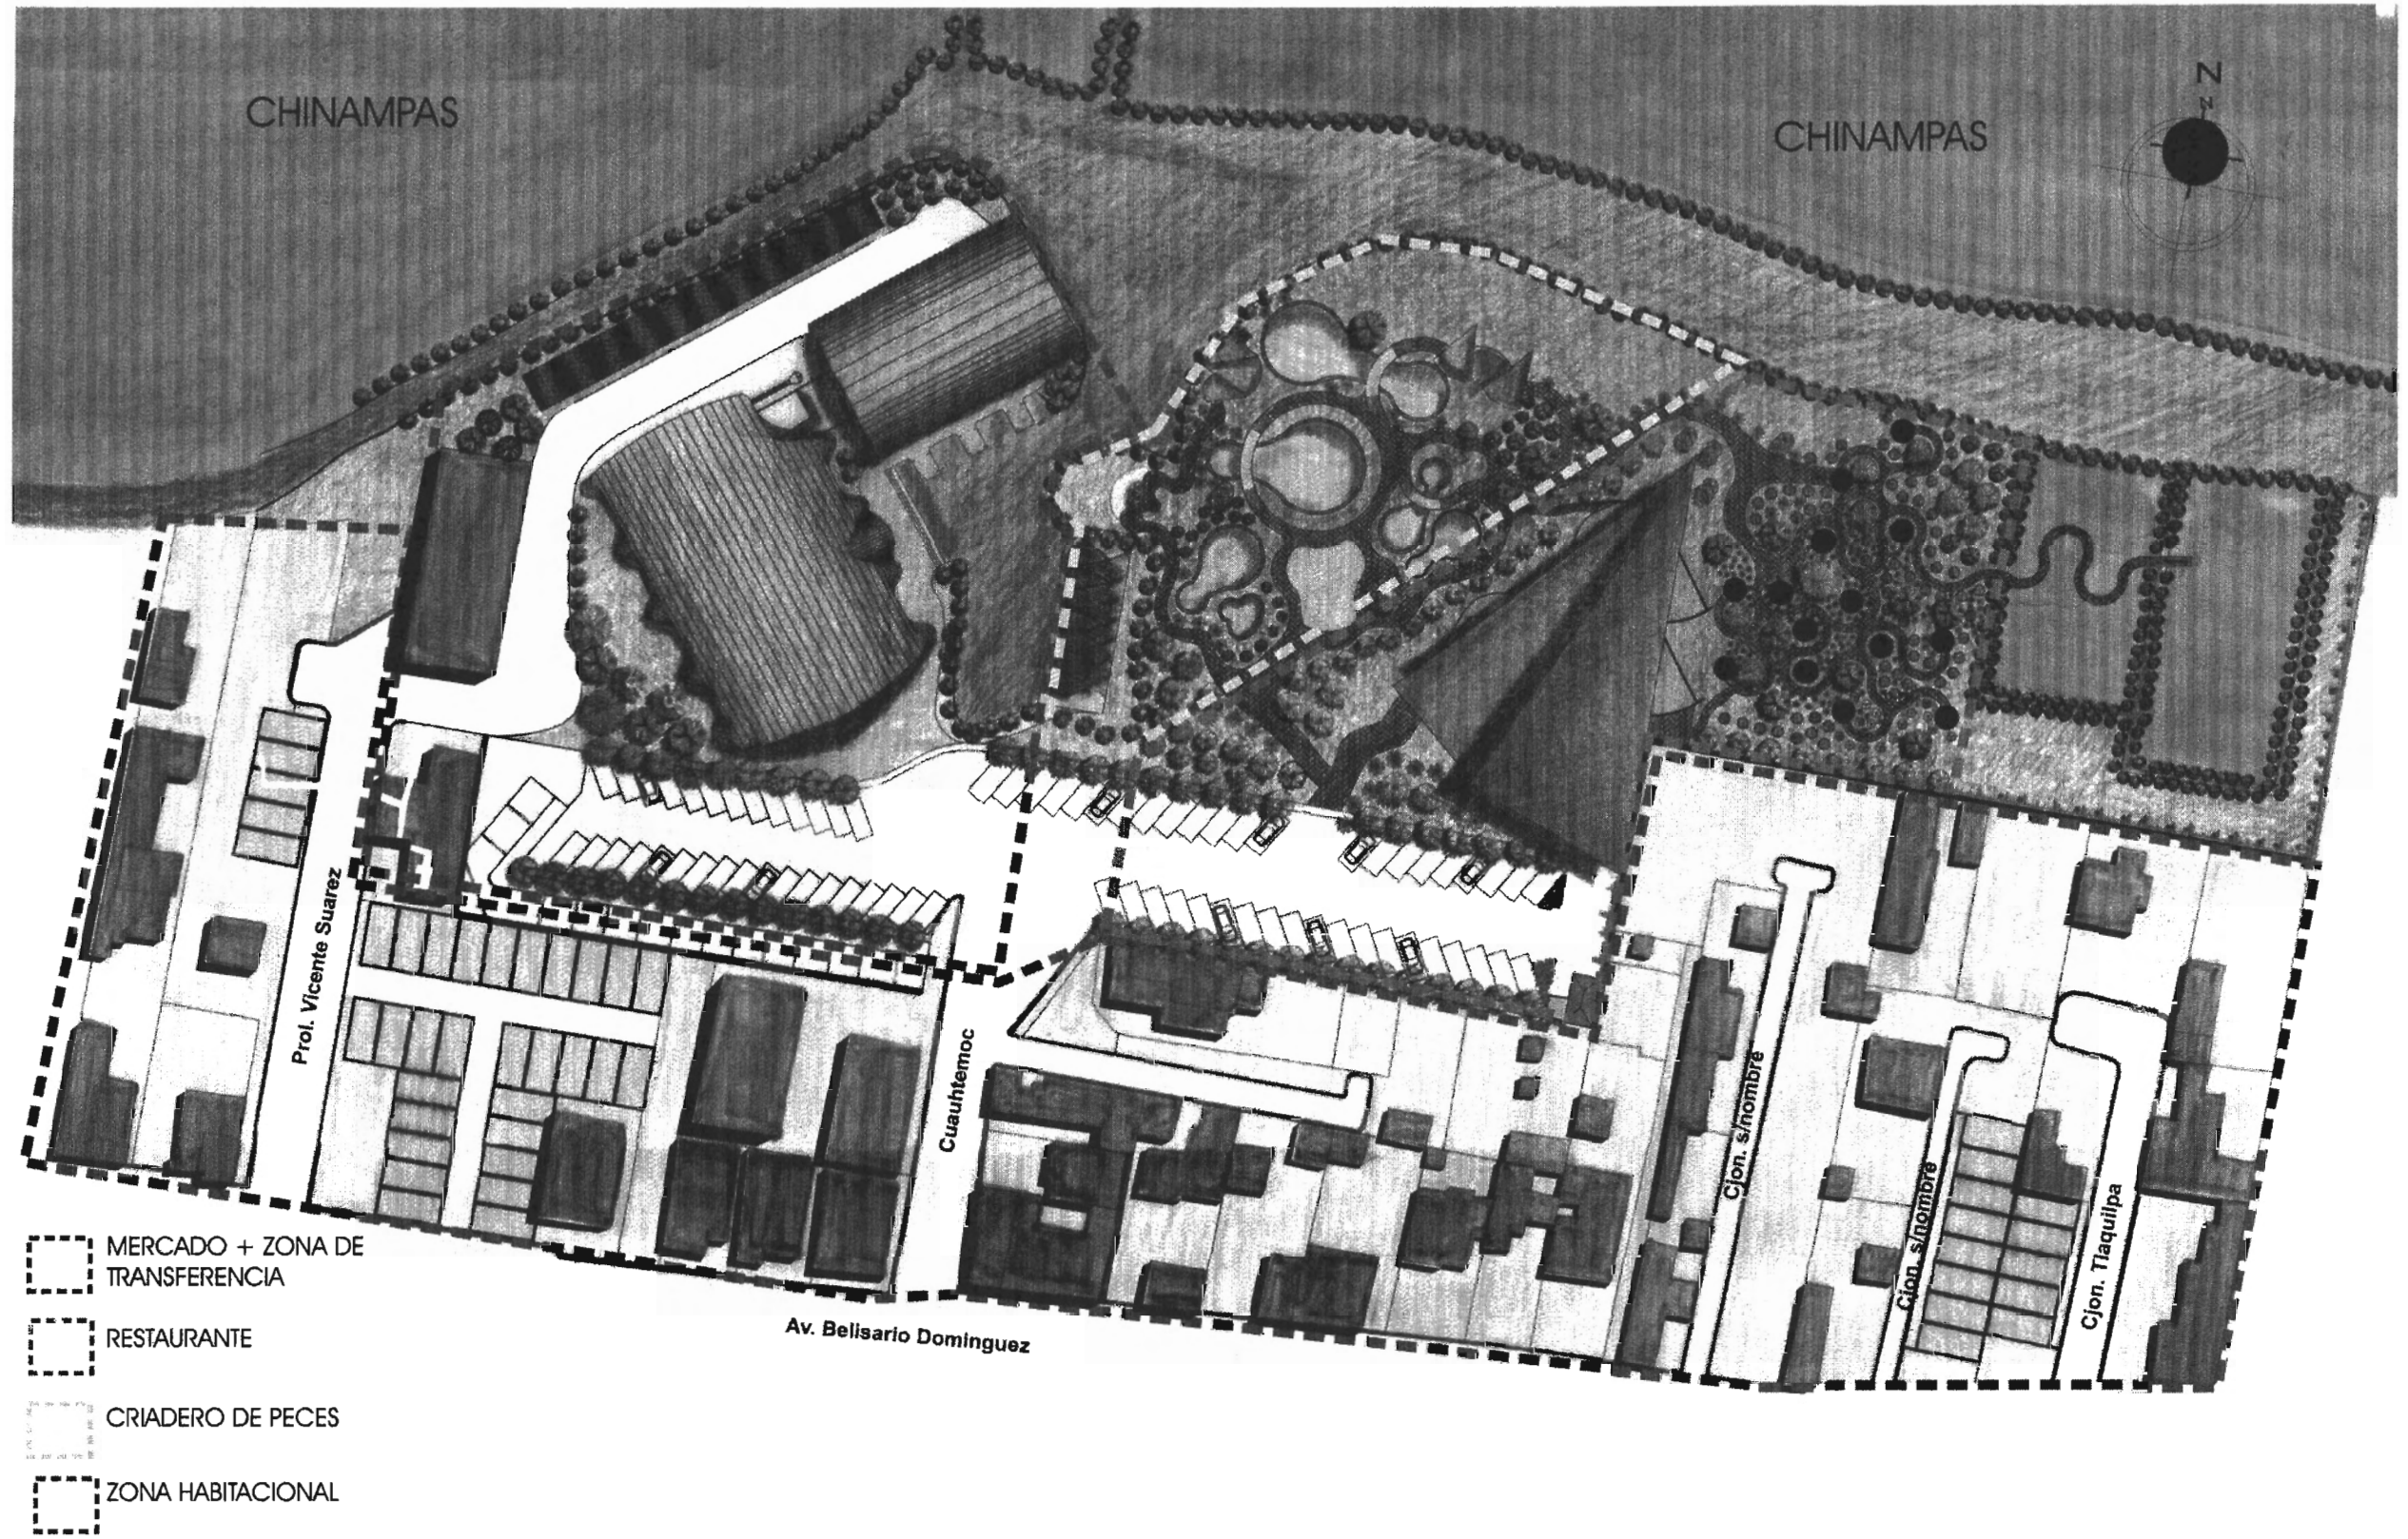 CHINAMPAS
CHINAMPAS
N
Prol. Vicente Suarez
Cuauhtemoc
Cjon. s/nombre
Cjon. s/nombre
Cjon. Tlaquilpa
Av. Belisario Dominguez
MERCADO + ZONA DE
TRANSFERENCIA
RESTAURANTE
CRIADERO DE PECES
ZONA HABITACIONAL